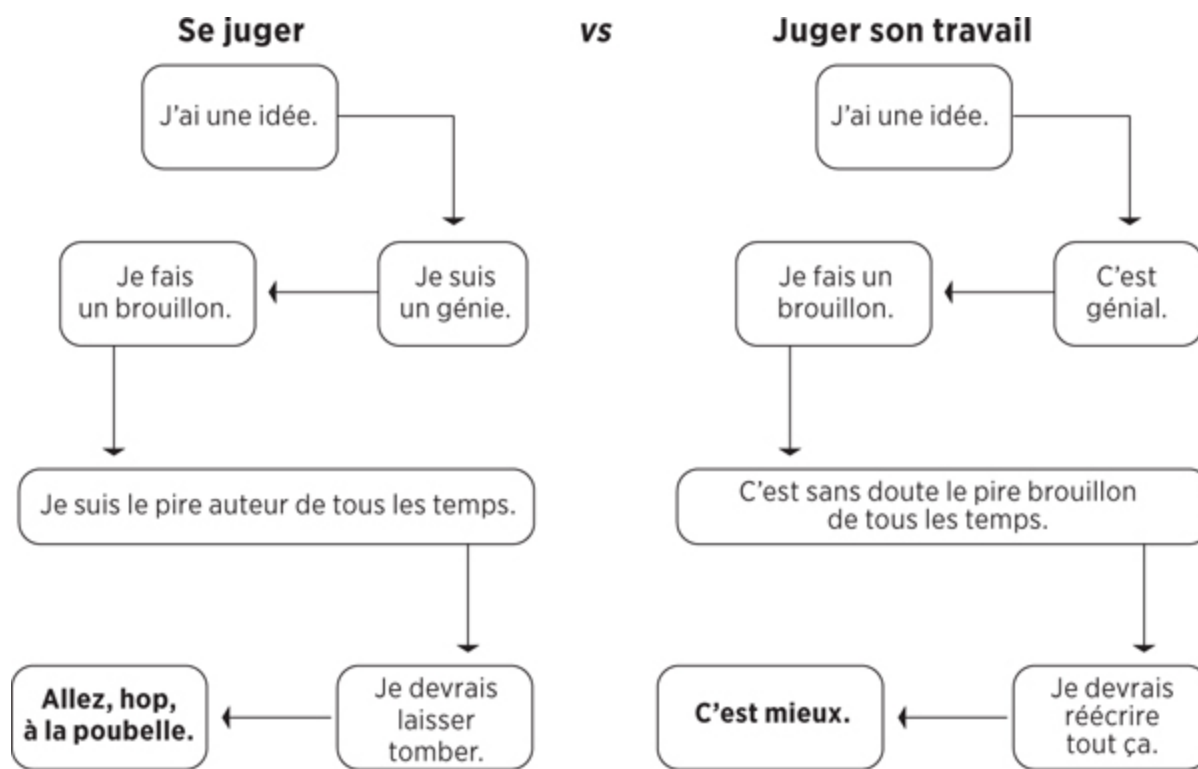 Se juger
vs
Juger son travail
J'ai une idée.
Je suis
un génie.
Je fais
un brouillon.
Je suis le pire auteur de tous les temps.
Je devrais
laisser
tomber.
Allez, hop,
à la poubelle.
J'ai une idée.
C'est
génial.
Je fais un
brouillon.
C'est sans doute le pire brouillon
de tous les temps.
Je devrais
réécrire
tout ça.
C'est mieux.